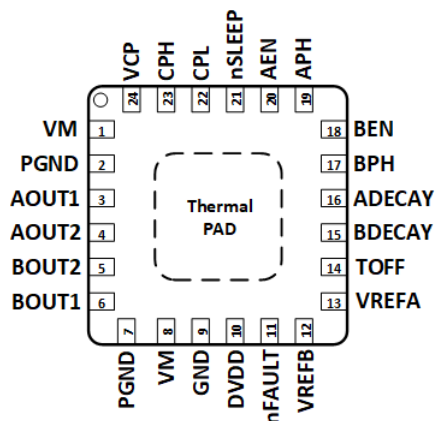 VCP
CPH
CPL
nSLEEP
AEN
APH
24
23
22
21
20
19
VM 1
18 BEN
PGND 2
17 BPH
AOUT1 3
16 ADECAY
AOUT2 4
15 BDECAY
BOUT2 5
14 TOFF
BOUT1 6
13 VREFA
Thermal
PAD
7
8
9
10
11
12
PGND
VM
GND
DVDD
nFAULT
VREFB